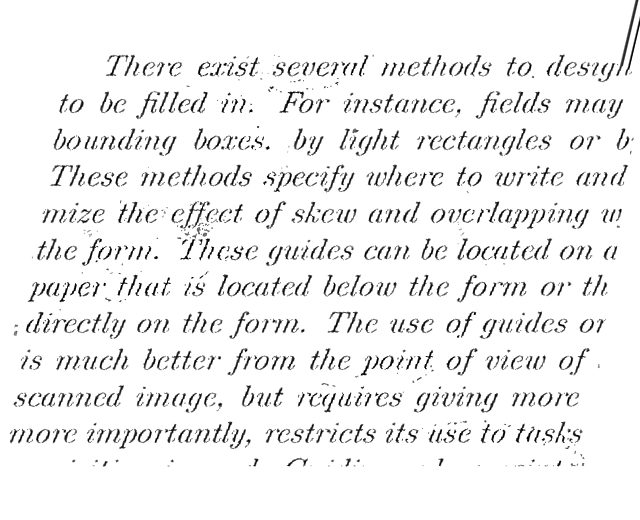 There exist several methods to
to be filled in. For instance, fields may
bounding boxes. by light rectangles or
These methods specify where to write and
mize the effect of skew and overlapping
the form. These guides can be located on a
paper that is located below the form or
directly on the form. The use of guides
is much better from the point of view of
scanned image, but requires giving more
more importantly, restricts its use to tasks